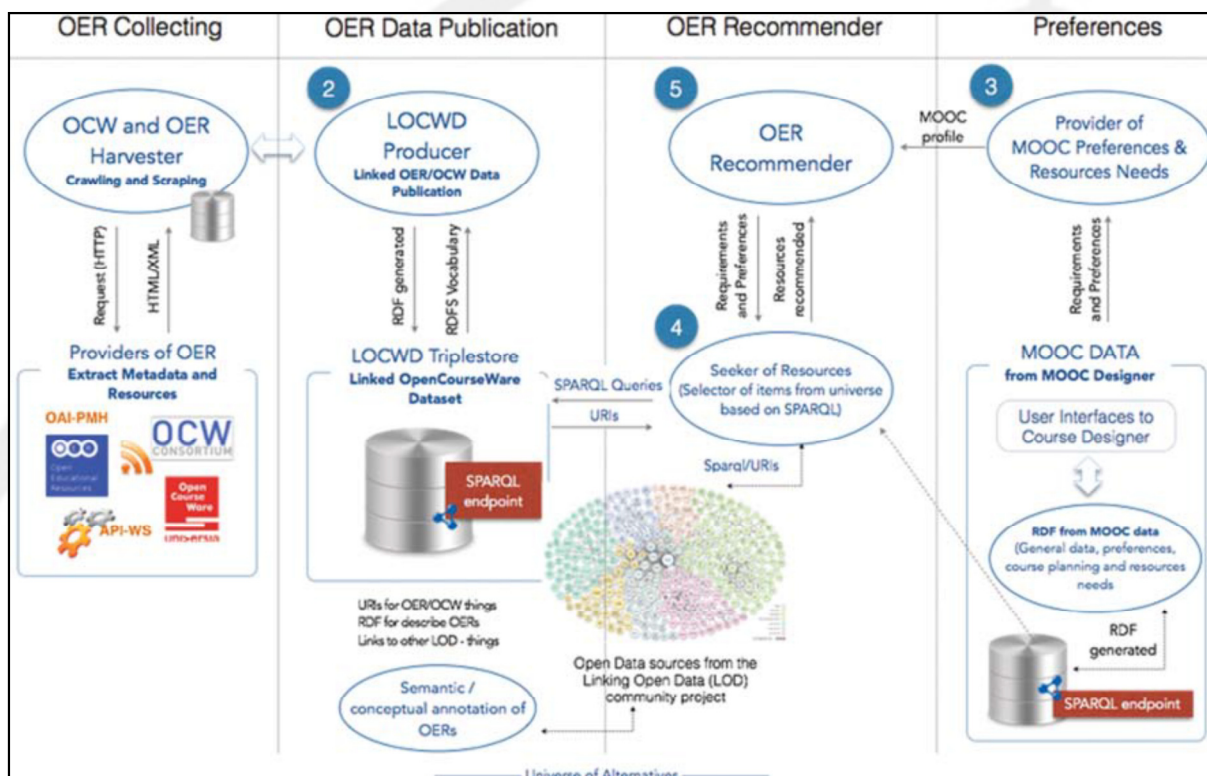 OER Collecting
OER Data Publication
OER Recommender
Preferences
OCW and OER
Harvester
Crawling and Scraping
Request (HTTP)
HTML/XML
Providers of OER
Extract Metadata and
Resources
OAI-PMH
Open
Educational
Resources
OCW
CONSORTIUM
API-WS
Open
Course
Ware
2
LOCWD
Producer
Linked OER/OCW Data
Publication
RDF generated
RDFS Vocabulary
LOCWD Triplestore
Linked OpenCourseWare
Dataset
SPARQL
endpoint
URIs for OER/OCW things
RDF for describe OERs
Links to other LOD - things
Semantic /
conceptual annotation of
OERs
5
OER
Recommender
MOOC
profile
Requirements
and Preferences
Resources
recommended
4
Seeker of Resources
(Selector of items from universe
based on SPARQL)
SPARQL Queries
URIs
Sparql/URIs
Open Data sources from the
Linking Open Data (LOD)
community project
3
Provider of
MOOC Preferences &
Resources Needs
Requirements
and Preferences
MOOC DATA
from MOOC Designer
User Interfaces to
Course Designer
RDF from MOOC data
(General data, preferences,
course planning and resources
needs
RDF
generated
SPARQL endpoint
Universe of Alternatives